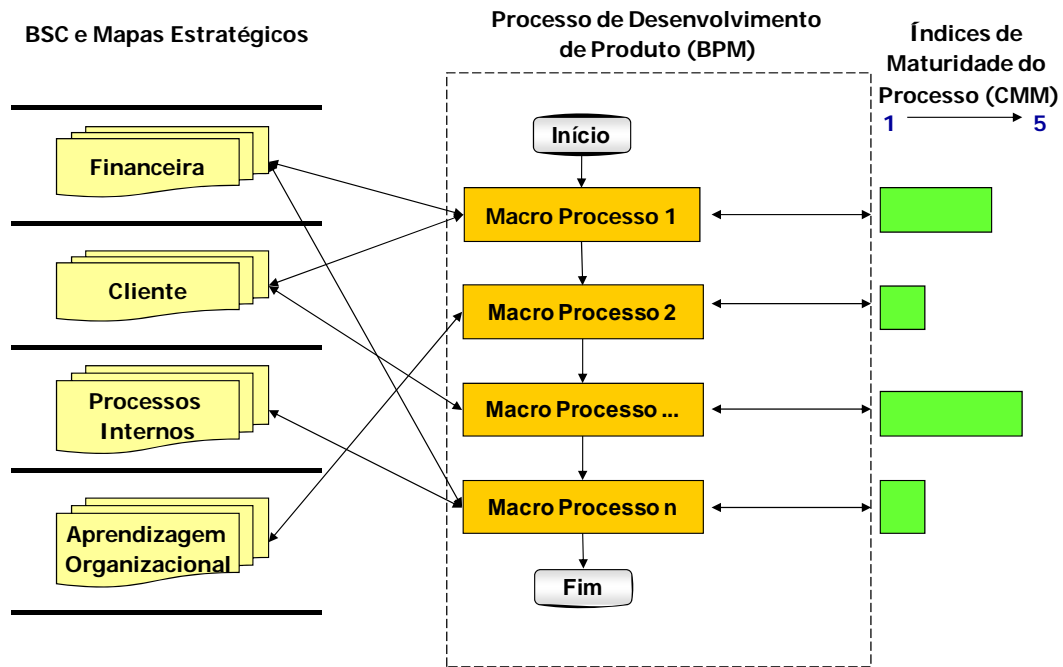 BSC e Mapas Estratégicos
Financeira
Cliente
Processos
Internos
Aprendizagem
Organizacional
Processo de Desenvolvimento
de Produto (BPM)
Início
Macro Processo 1
Macro Processo 2
Macro Processo ...
Macro Processo n
Fim
Índices de
Maturidade do
Processo (CMM)
1 5